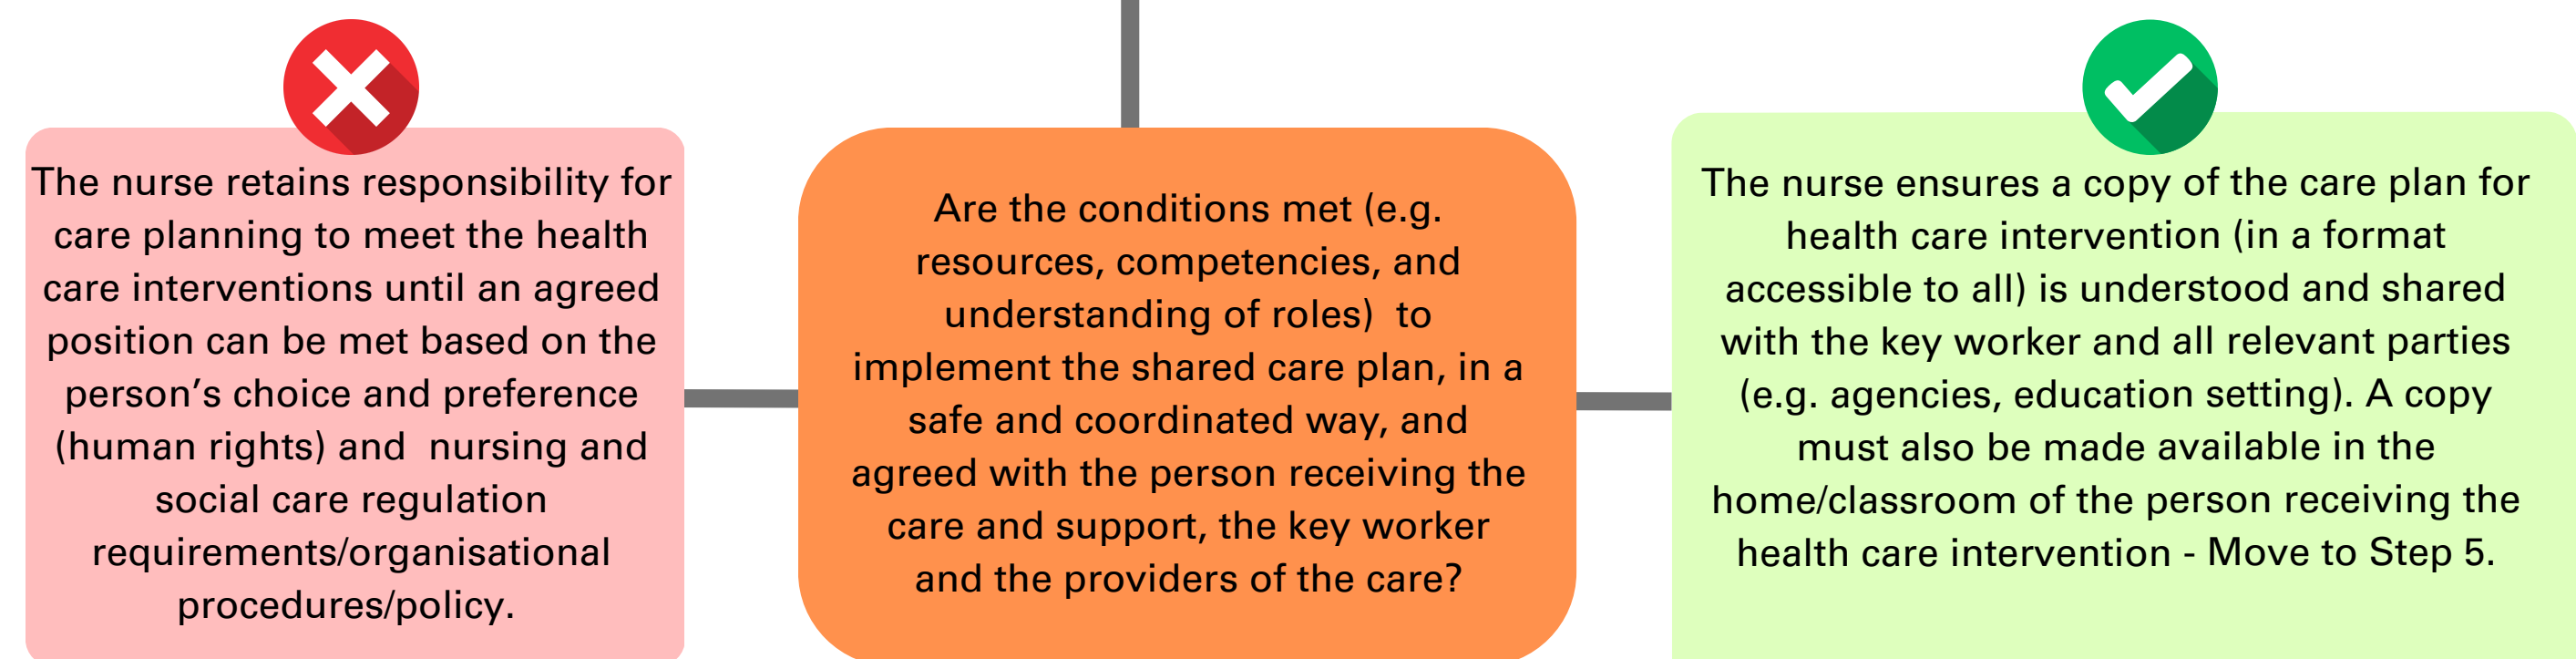 The nurse retains responsibility for
care planning to meet the health
care interventions until an agreed
position can be met based on the
person's choice and preference
(human rights) and  nursing and
social care regulation
requirements/organisational
procedures/policy.
Are the conditions met (e.g.
resources, competencies, and
understanding of roles)  to
implement the shared care plan, in a
safe and coordinated way, and
agreed with the person receiving the
care and support, the key worker
and the providers of the care?
The nurse ensures a copy of the care plan for
health care intervention (in a format
accessible to all) is understood and shared
with the key worker and all relevant parties
(e.g. agencies, education setting). A copy
must also be made available in the
home/classroom of the person receiving the
health care intervention - Move to Step 5.